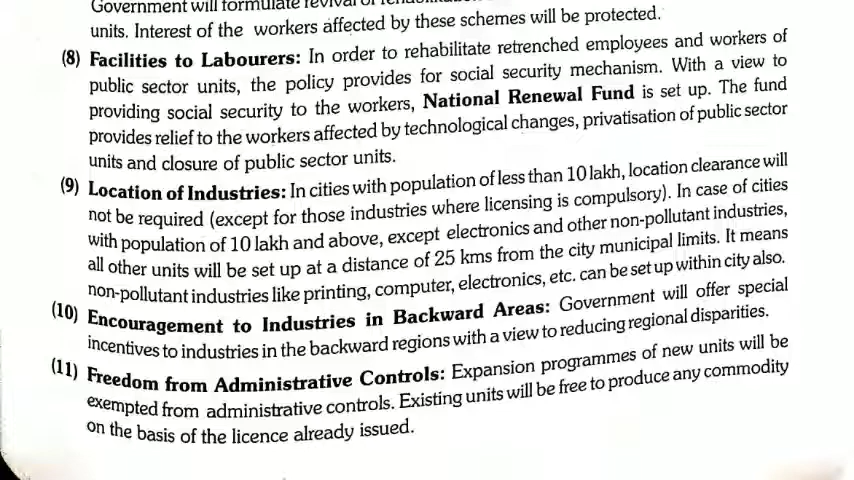 Government will formulate revival or
units. Interest of the workers affected by these schemes will be protected.
(8) Facilities to Labourers: In order to rehabilitate retrenched employees and workers of
public sector units, the policy provides for social security mechanism. With a view to
providing social security to the workers, National Renewal Fund is set up. The fund
provides relief to the workers affected by technological changes, privatisation of public sector
units and closure of public sector units.
(9) Location of Industries: In cities with population of less than 10 lakh, location clearance will
not be required (except for those industries where licensing is compulsory). In case of cities
with population of 10 lakh and above, except electronics and other non-pollutant industries,
all other units will be set up at a distance of 25 kms from the city municipal limits. It means
non-pollutant industries like printing, computer, electronics, etc. can be set up within city also.
(10) Encouragement to Industries in Backward Areas: Government will offer special
incentives to industries in the backward regions with a view to reducing regional disparities.
(11) Freedom from Administrative Controls: Expansion programmes of new units will be
exempted from administrative controls. Existing units will be free to produce any commodity
on the basis of the licence already issued.